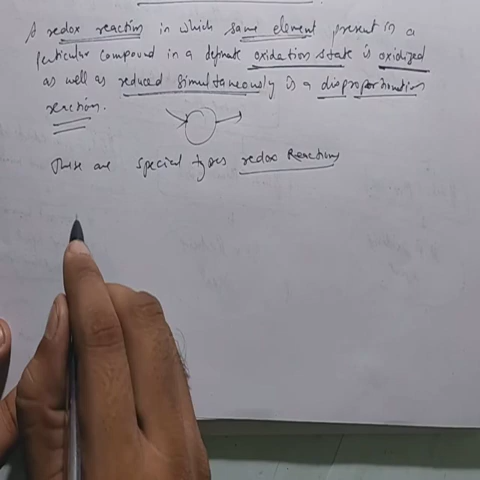 A redox reaction in which same element present in a
perticular compound in a definite oxidation state is oxidized
as well as reduced simultaneously is a disproportionation
reaction.
These are special types redox Reactions